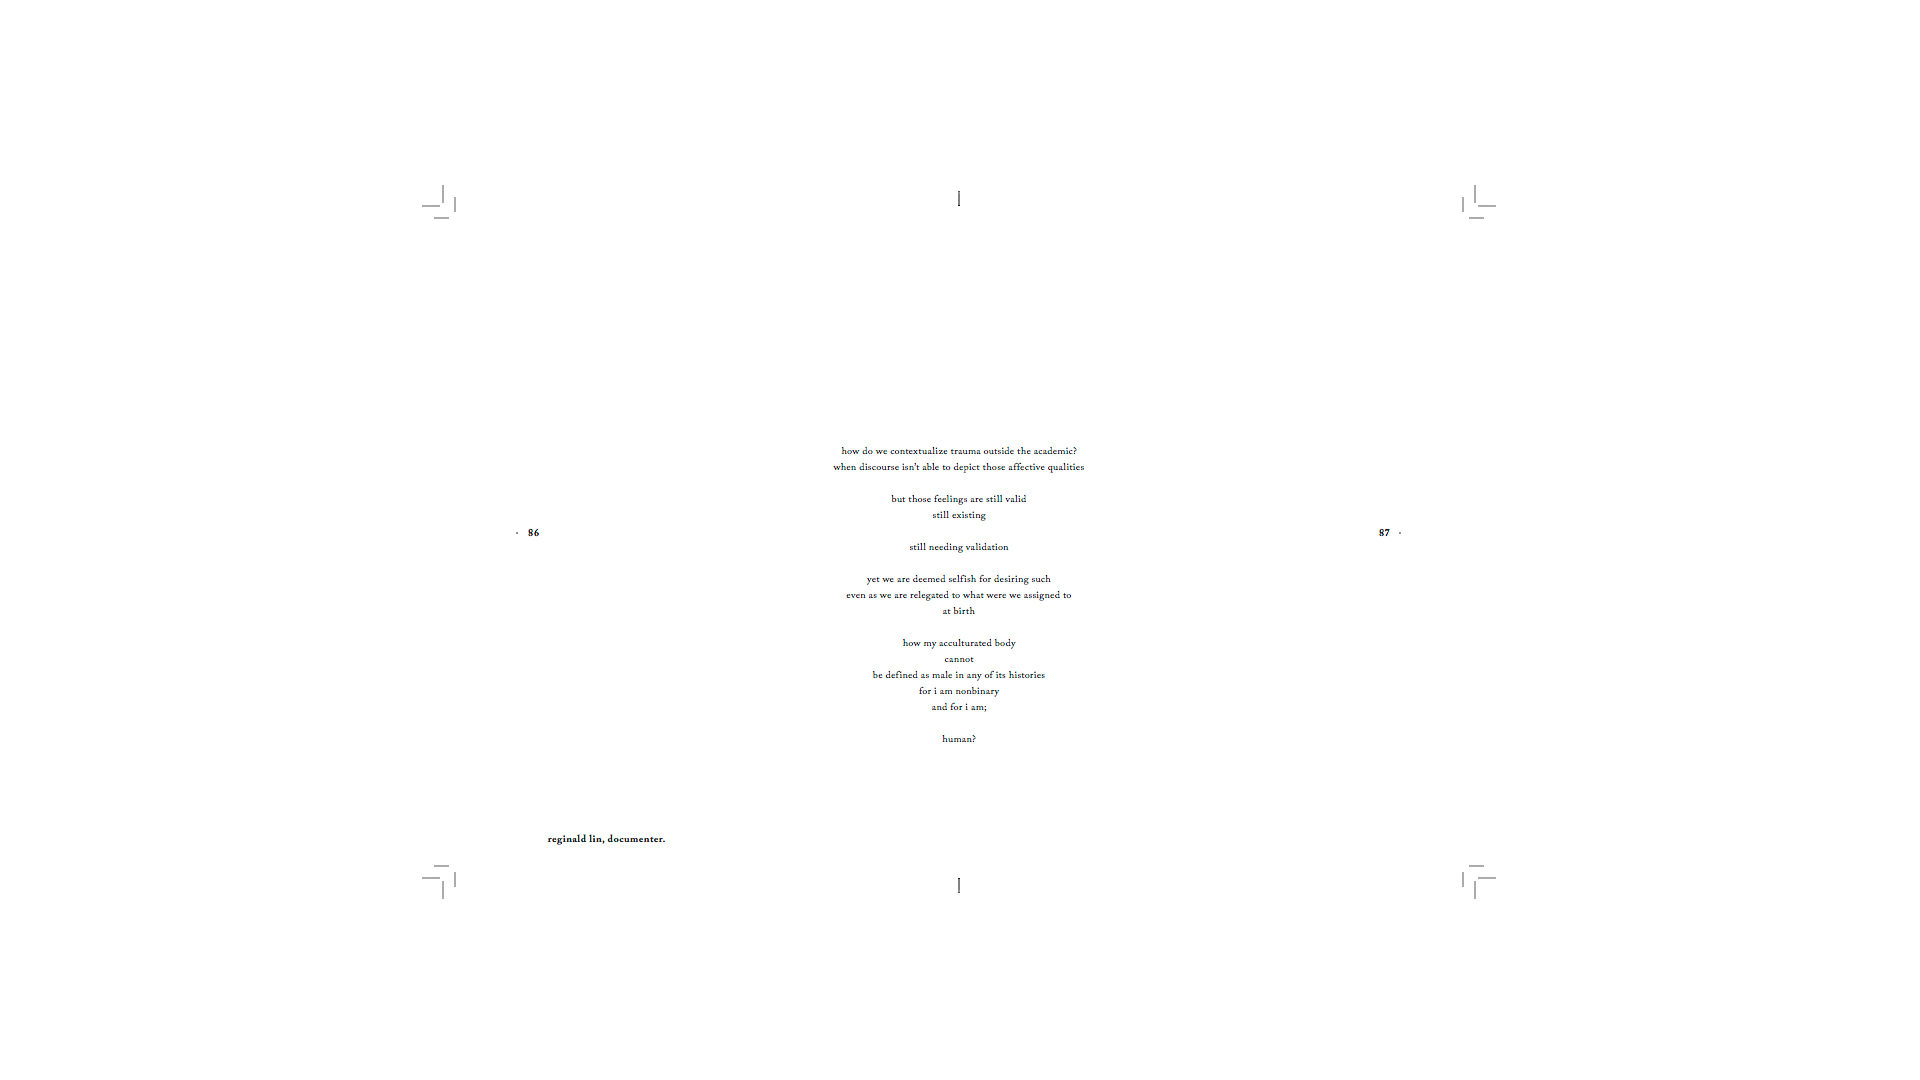 how do we contextualize trauma outside the academic?
when discourse isn't able to depict those affective qualities
but those feelings are still valid
still existing
· 86
87 ·
still needing validation
yet we are deemed selfish for desiring such
even as we are relegated to what were we assigned to
at birth
how my acculturated body
cannot
be defined as male in any of its histories
for i am nonbinary
and for i am;
human?
reginald lin, documenter.